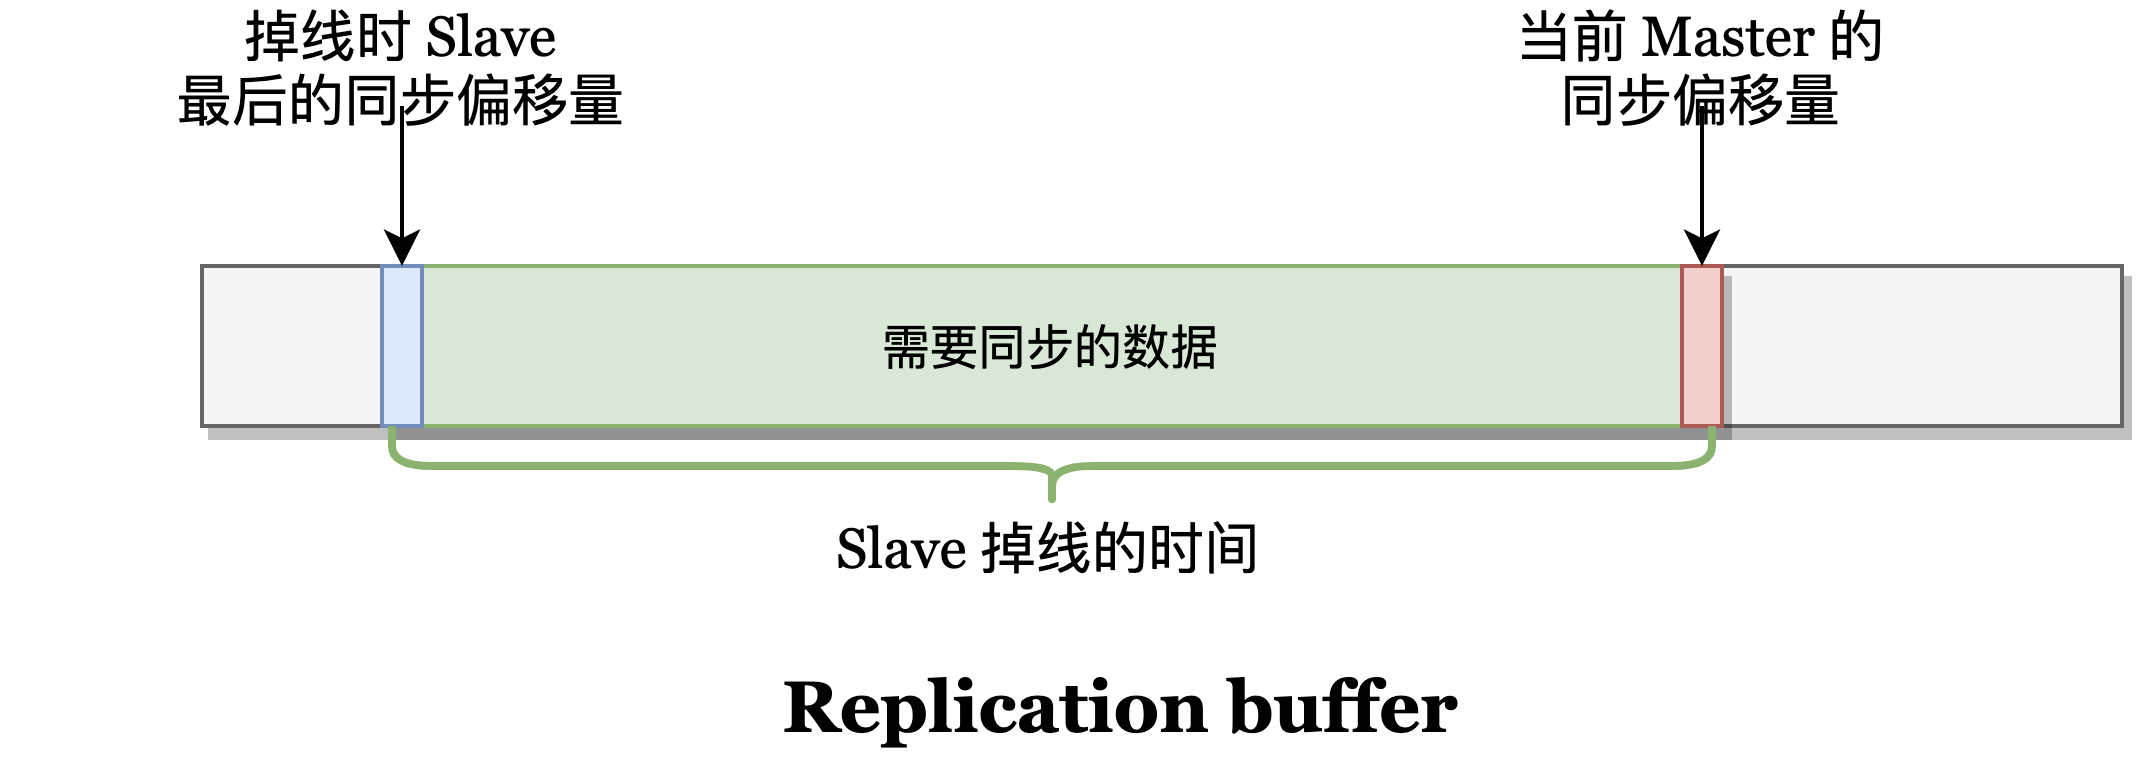 掉线时 Slave
最后的同步偏移量
当前 Master 的
同步偏移量
需要同步的数据
Slave 掉线的时间
Replication buffer